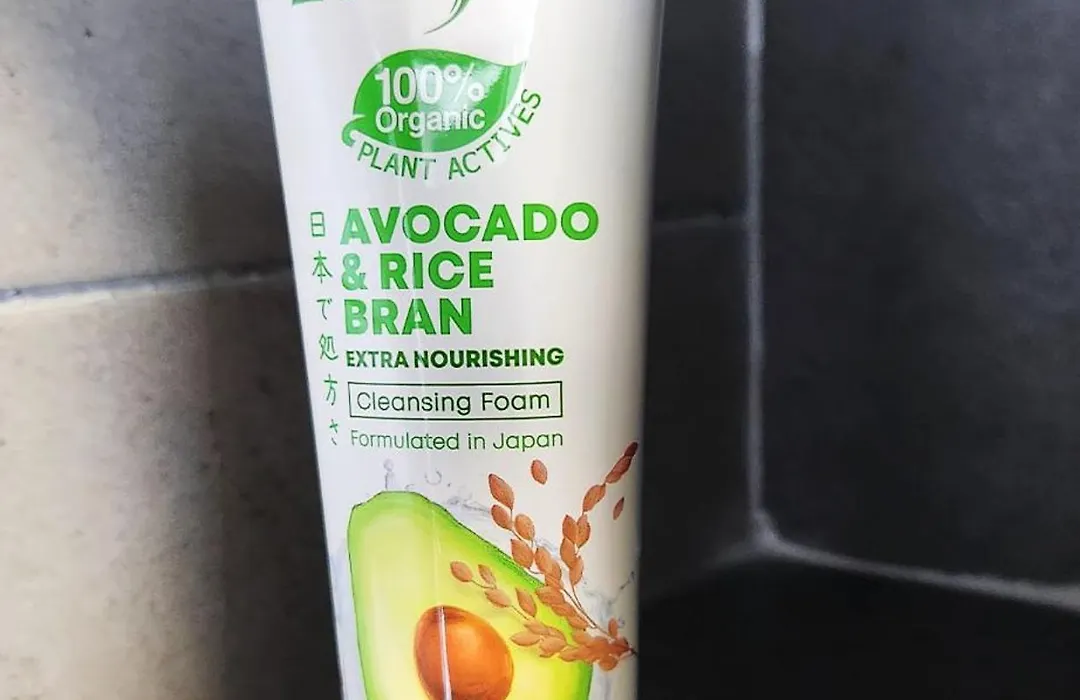 100%
Organic
PLANT ACTIVES
日本で処方さ
AVOCADO
& RICE
BRAN
EXTRA NOURISHING
Cleansing Foam
Formulated in Japan